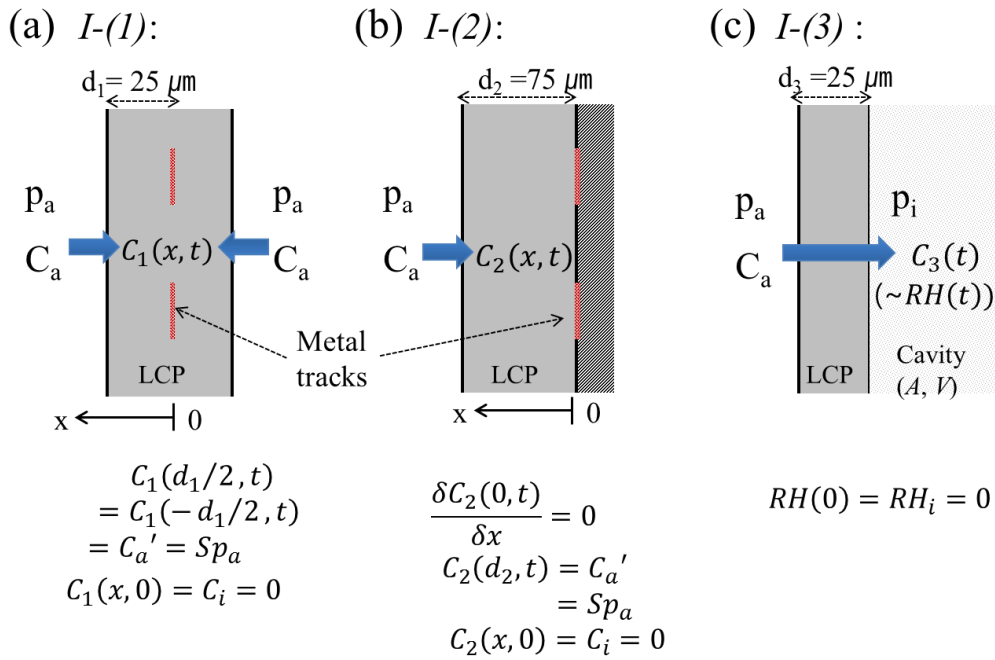 (a) I-(1):
d₁= 25 μm
pₐ
Cₐ
C₁(x, t)
pₐ
Cₐ
LCP
x
0
C₁(d₁/2, t)
= C₁(−d₁/2, t)
= Cₐ′ = Spₐ
C₁(x, 0) = Cᵢ = 0
Metal
tracks
(b) I-(2):
d₂ =75 μm
pₐ
Cₐ
C₂(x, t)
LCP
x
0
δC₂(0, t)
δx
= 0
C₂(d₂, t) = Cₐ′
= Spₐ
C₂(x, 0) = Cᵢ = 0
(c) I-(3) :
d₃ =25 μm
pₐ
Cₐ
pᵢ
C₃(t)
(~RH(t))
LCP
Cavity
(A, V)
RH(0) = RHᵢ = 0